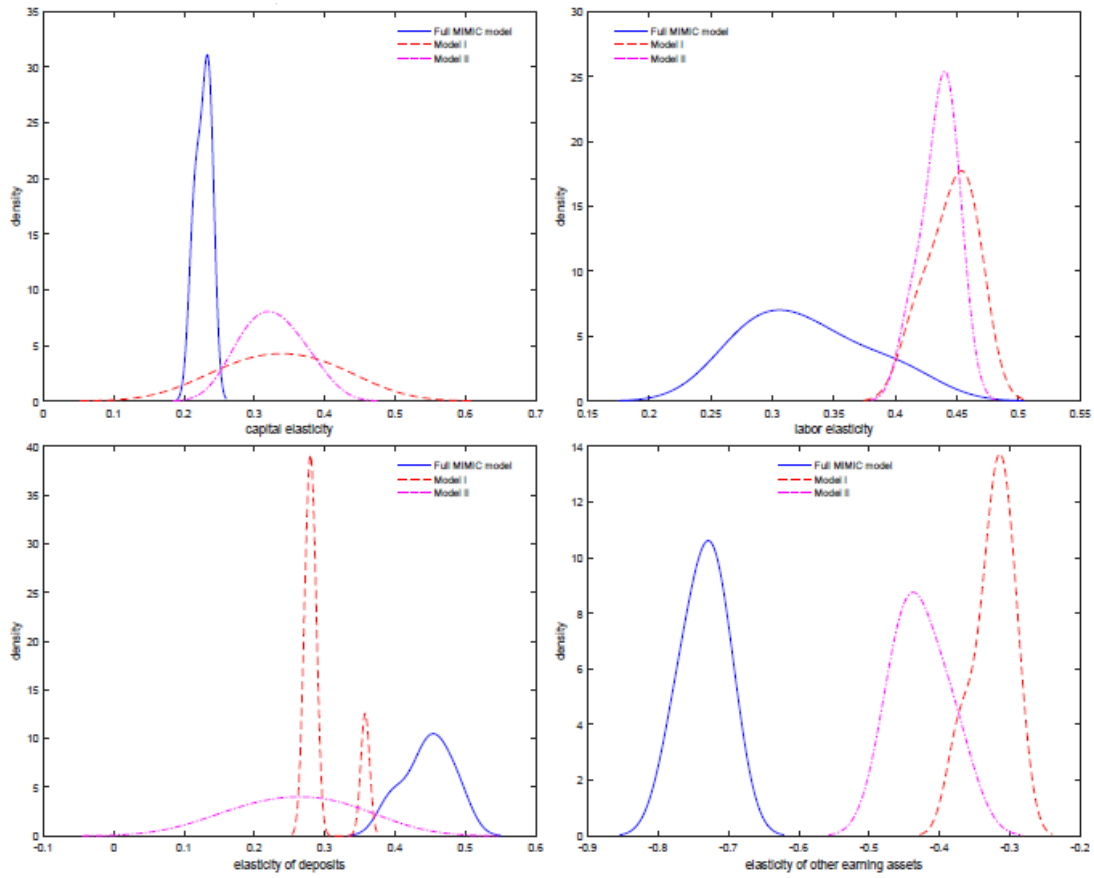 35
30
25
20
15
10
5
0
density
Full MIMIC model
Model I
Model II
0 0.1 0.2 0.3 0.4 0.5 0.6 0.7
capital elasticity
30
25
20
15
10
5
0
density
Full MIMIC model
Model I
Model II
0.15 0.2 0.25 0.3 0.35 0.4 0.45 0.5 0.55
labor elasticity
40
35
30
25
20
15
10
5
0
density
Full MIMIC model
Model I
Model II
-0.1 0 0.1 0.2 0.3 0.4 0.5 0.6
elasticity of deposits
14
12
10
8
6
4
2
0
density
Full MIMIC model
Model I
Model II
-0.9 -0.8 -0.7 -0.6 -0.5 -0.4 -0.3 -0.2
elasticity of other earning assets